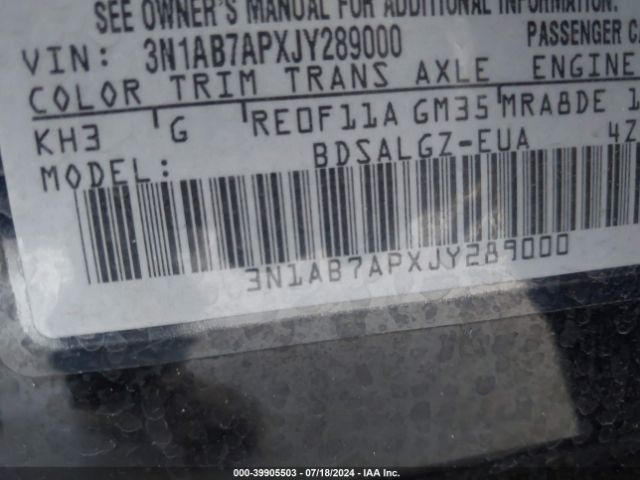 SEE OWNER'S MANUAL FOR ADDITIONAL INFORMATION.
VIN: 3N1AB7APXJY289000 PASSENGER
COLOR TRIM TRANS AXLE ENGINE
KH3 G RE0F11A GM35 MRA8DE
MODEL: BDSALGZ-EUA 4Z
3N1AB7APXJY289000
000-39905503 / 07/18/2024 - IAA Inc.